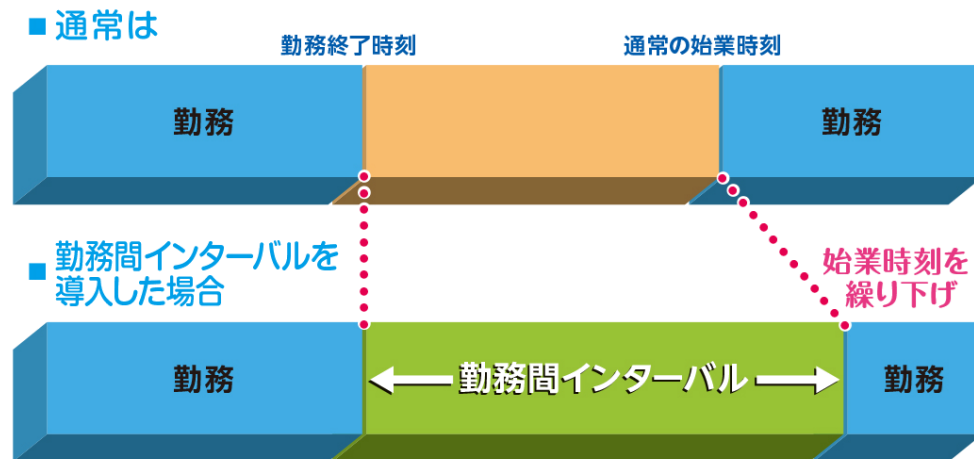 ■ 通常は
勤務終了時刻
通常の始業時刻
勤務
勤務
■ 勤務間インターバルを
導入した場合
始業時刻を
繰り下げ
勤務
勤務間インターバル
勤務